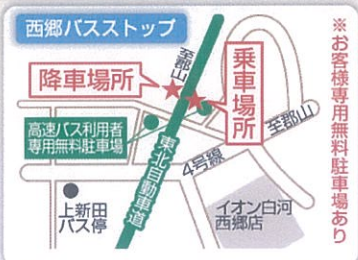 西郷バスストップ
至郡山
降車場所
乗車場所
※お客様専用無料駐車場あり
至郡山
高速バス利用者
専用無料駐車場
4号線
東北自動車道
上新田
バス停
イオン白河
西郷店